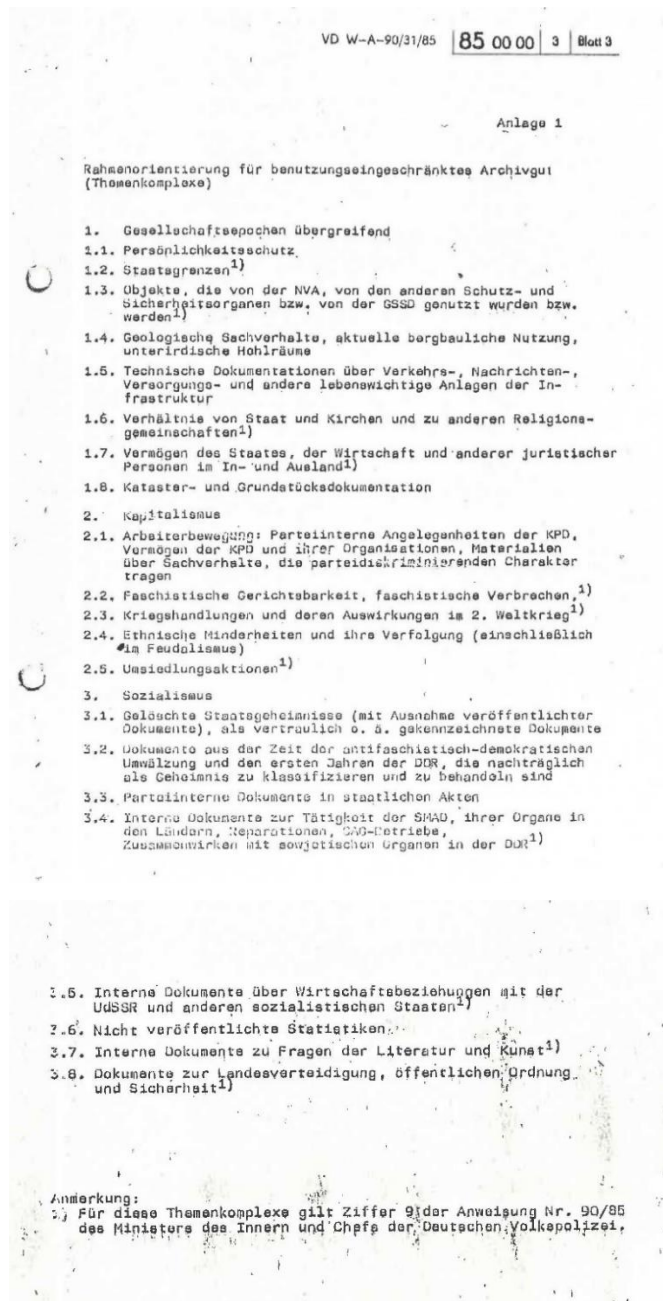 VD W-A-90/31/85 85 00 00 3 Blatt 3
Anlage 1
Rahmenorientierung für benutzungseingeschränktes Archivgut
(Themenkomplexe)
1. Gesellschaftsepochen übergreifend
1.1. Persönlichkeitsschutz
1.2. Staatsgrenzen1)
1.3. Objekte, die von der NVA, von den anderen Schutz- und
Sicherheitsorganen bzw. von der GSSD genutzt wurden bzw.
werden1)
1.4. Geologische Sachverhalte, aktuelle bergbauliche Nutzung,
unterirdische Hohlräume
1.5. Technische Dokumentationen über Verkehrs-, Nachrichten-,
Versorgungs- und andere lebenswichtige Anlagen der In-
frastruktur
1.6. Verhältnis von Staat und Kirchen und zu anderen Religions-
gemeinschaften1)
1.7. Vermögen des Staates, der Wirtschaft und anderer juristischer
Personen im In- und Ausland1)
1.8. Kataster- und Grundstücksdokumentation
2. Kapitalismus
2.1. Arbeiterbewegung: Parteiinterne Angelegenheiten der KPD,
Vermögen der KPD und ihrer Organisationen, Materialien
über Sachverhalte, die parteidiskriminierenden Charakter
tragen
2.2. Faschistische Gerichtsbarkeit, faschistische Verbrechen,1)
2.3. Kriegshandlungen und deren Auswirkungen im 2. Weltkrieg1)
2.4. Ethnische Minderheiten und ihre Verfolgung (einschließlich
im Feudalismus)
2.5. Umsiedlungsaktionen1)
3. Sozialismus
3.1. Gelöschte Staatsgeheimnisse (mit Ausnahme veröffentlichter
Dokumente), als vertraulich o. ä. gekennzeichnete Dokumente
3.2. Dokumente aus der Zeit der antifaschistisch-demokratischen
Umwälzung und den ersten Jahren der DDR, die nachträglich
als Geheimnis zu klassifizieren und zu behandeln sind
3.3. Parteiinterne Dokumente in staatlichen Akten
3.4. Interne Dokumente zur Tätigkeit der SMAD, ihrer Organe in
den Ländern, Reparationen, SAG-Betriebe,
Zusammenwirken mit sowjetischen Organen in der DDR1)
3.5. Interne Dokumente über Wirtschaftsbeziehungen mit der
UdSSR und anderen sozialistischen Staaten1)
3.6. Nicht veröffentlichte Statistiken
3.7. Interne Dokumente zu Fragen der Literatur und Kunst1)
3.8. Dokumente zur Landesverteidigung, öffentlichen Ordnung
und Sicherheit1)
Anmerkung:
1) Für diese Themenkomplexe gilt Ziffer 9 der Anweisung Nr. 90/85
des Ministers des Innern und Chefs der Deutschen Volkspolizei.